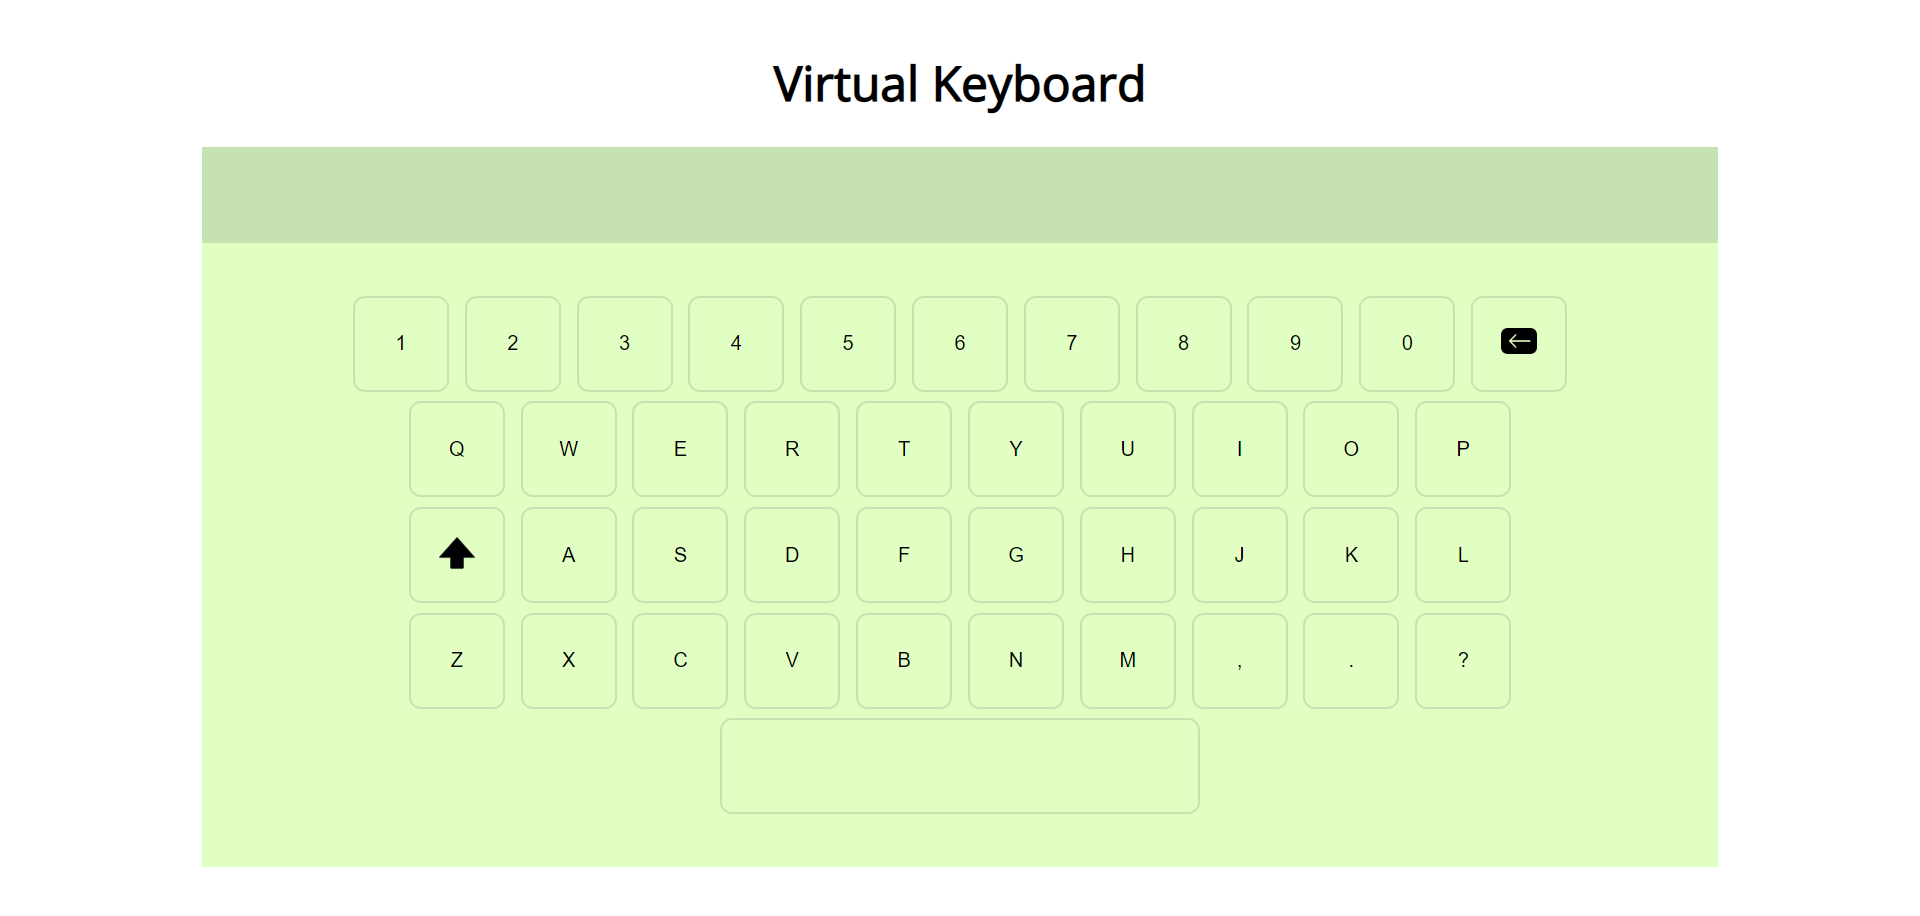 Virtual Keyboard
1 2 3 4 5 6 7 8 9 0
Q W E R T Y U I O P
A S D F G H J K L
Z X C V B N M , . ?